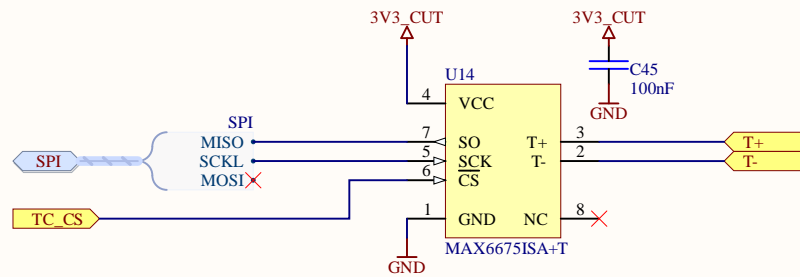 3V3_CUT
3V3_CUT
U14
C45
100nF
GND
4 VCC
SPI
MISO 7 SO T+ 3 T+
SPI SCKL 5 SCK T- 2 T-
MOSI 6 CS
TC_CS 1 GND NC 8
MAX6675ISA+T
GND